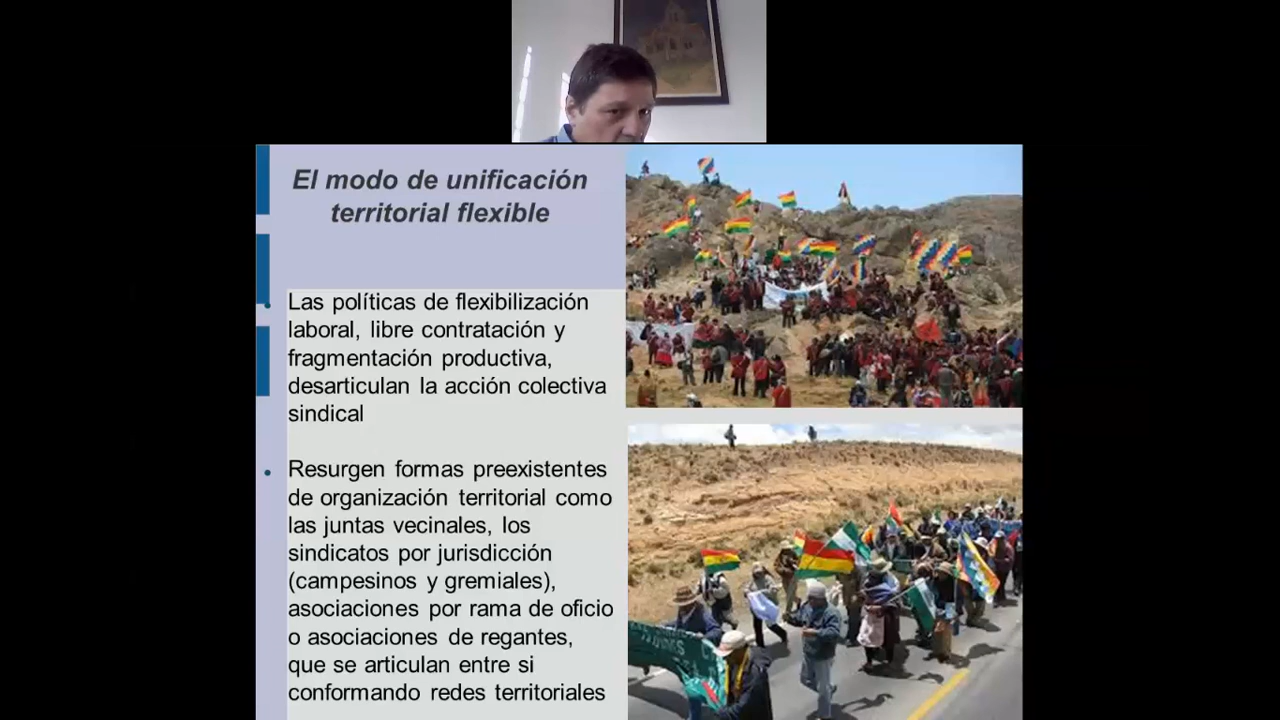 El modo de unificación
territorial flexible
• Las políticas de flexibilización
laboral, libre contratación y
fragmentación productiva,
desarticulan la acción colectiva
sindical
• Resurgen formas preexistentes
de organización territorial como
las juntas vecinales, los
sindicatos por jurisdicción
(campesinos y gremiales),
asociaciones por rama de oficio
o asociaciones de regantes,
que se articulan entre si
conformando redes territoriales